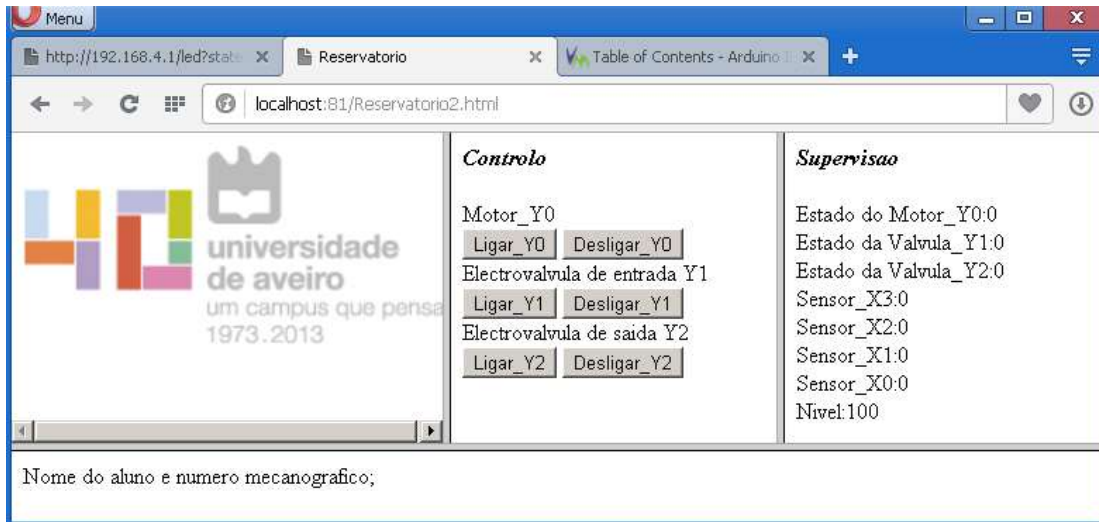 Menu
http://192.168.4.1/led?state
Reservatorio
Table of Contents - Arduino I
localhost:81/Reservatorio2.html
universidade
de aveiro
um campus que pensa
1973.2013
Controlo
Motor_Y0
Ligar_Y0 Desligar_Y0
Electrovalvula de entrada Y1
Ligar_Y1 Desligar_Y1
Electrovalvula de saida Y2
Ligar_Y2 Desligar_Y2
Supervisao
Estado do Motor_Y0:0
Estado da Valvula_Y1:0
Estado da Valvula_Y2:0
Sensor_X3:0
Sensor_X2:0
Sensor_X1:0
Sensor_X0:0
Nivel:100
Nome do aluno e numero mecanografico;